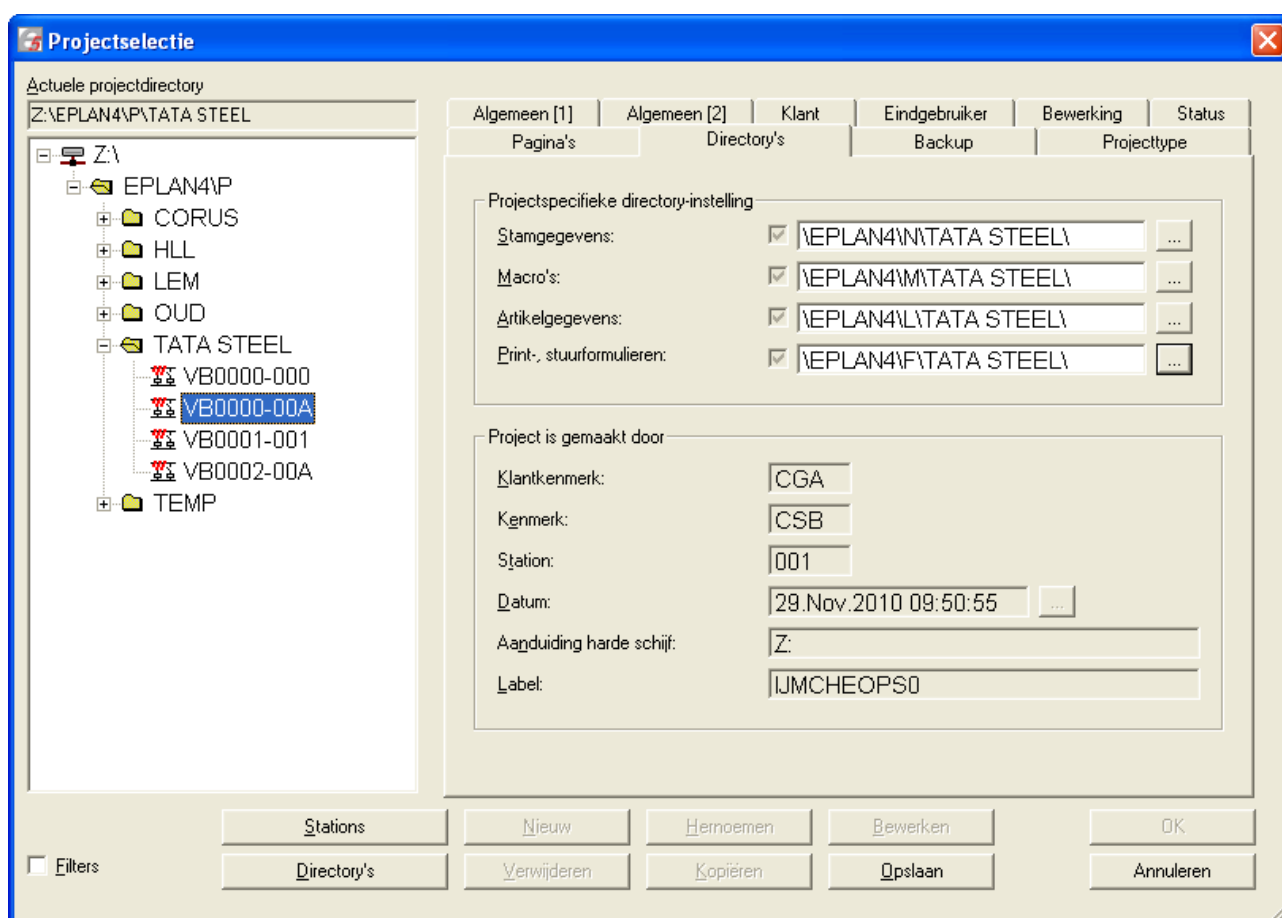 Projectselectie
Actuele projectdirectory
Z:\EPLAN4\P\TATA STEEL
Z:\
EPLAN4\P
CORUS
HLL
LEM
OUD
TATA STEEL
VB0000-000
VB0000-00A
VB0001-001
VB0002-00A
TEMP
Algemeen [1] Algemeen [2] Klant Eindgebruiker Bewerking Status
Pagina's Directory's Backup Projecttype
Projectspecifieke directory-instelling
Stamgegevens: \EPLAN4\N\TATA STEEL\ ...
Macro's: \EPLAN4\M\TATA STEEL\ ...
Artikelgegevens: \EPLAN4\L\TATA STEEL\ ...
Print-, stuurformulieren: \EPLAN4\F\TATA STEEL\ ...
Project is gemaakt door
Klantkenmerk: CGA
Kenmerk: CSB
Station: 001
Datum: 29.Nov.2010 09:50:55 ...
Aanduiding harde schijf: Z:
Label: IJMCHEOPS0
Stations Nieuw Hernoemen Bewerken OK
Filters Directory's Verwijderen Kopiëren Opslaan Annuleren